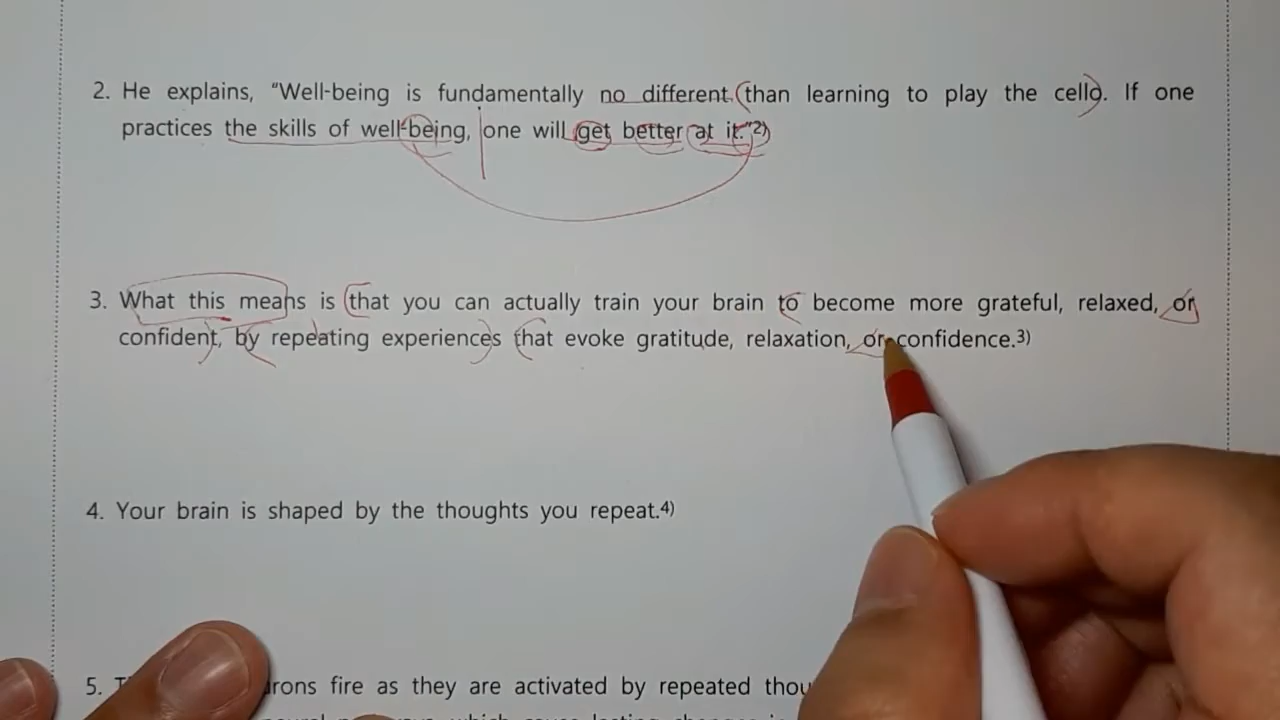 2. He explains, "Well-being is fundamentally no different than learning to play the cello. If one
practices the skills of well-being, one will get better at it."2)
3. What this means is that you can actually train your brain to become more grateful, relaxed, or
confident, by repeating experiences that evoke gratitude, relaxation, or confidence.3)
4. Your brain is shaped by the thoughts you repeat.4)
5. fire as they are activated by repeated